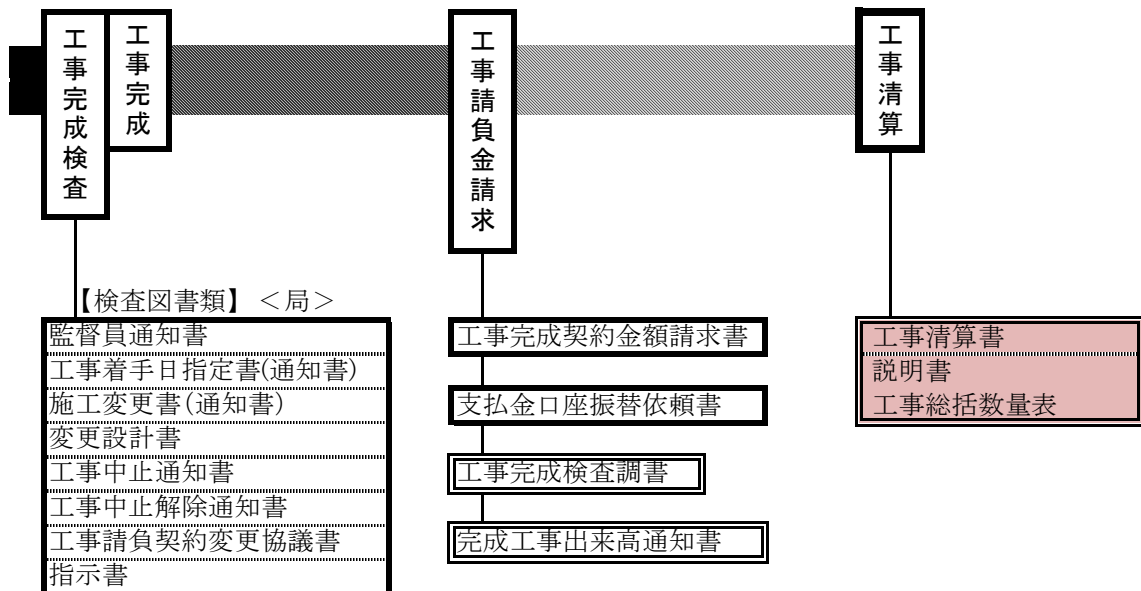 工事完成検査
工事完成
工事請負金請求
工事清算
【検査図書類】＜局＞
監督員通知書
工事着手日指定書(通知書)
施工変更書(通知書)
変更設計書
工事中止通知書
工事中止解除通知書
工事請負契約変更協議書
指示書
工事完成契約金額請求書
支払金口座振替依頼書
工事完成検査調書
完成工事出来高通知書
工事清算書
説明書
工事総括数量表